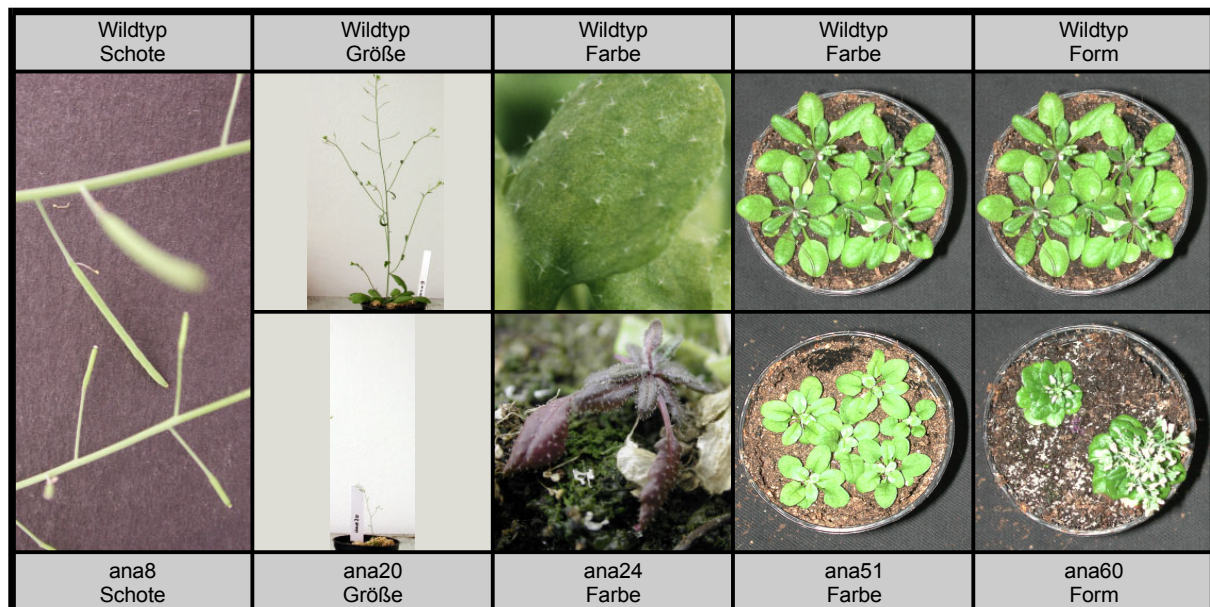 Wildtyp
Schote
Wildtyp
Größe
Wildtyp
Farbe
Wildtyp
Farbe
Wildtyp
Form
ana8
Schote
ana20
Größe
ana24
Farbe
ana51
Farbe
ana60
Form